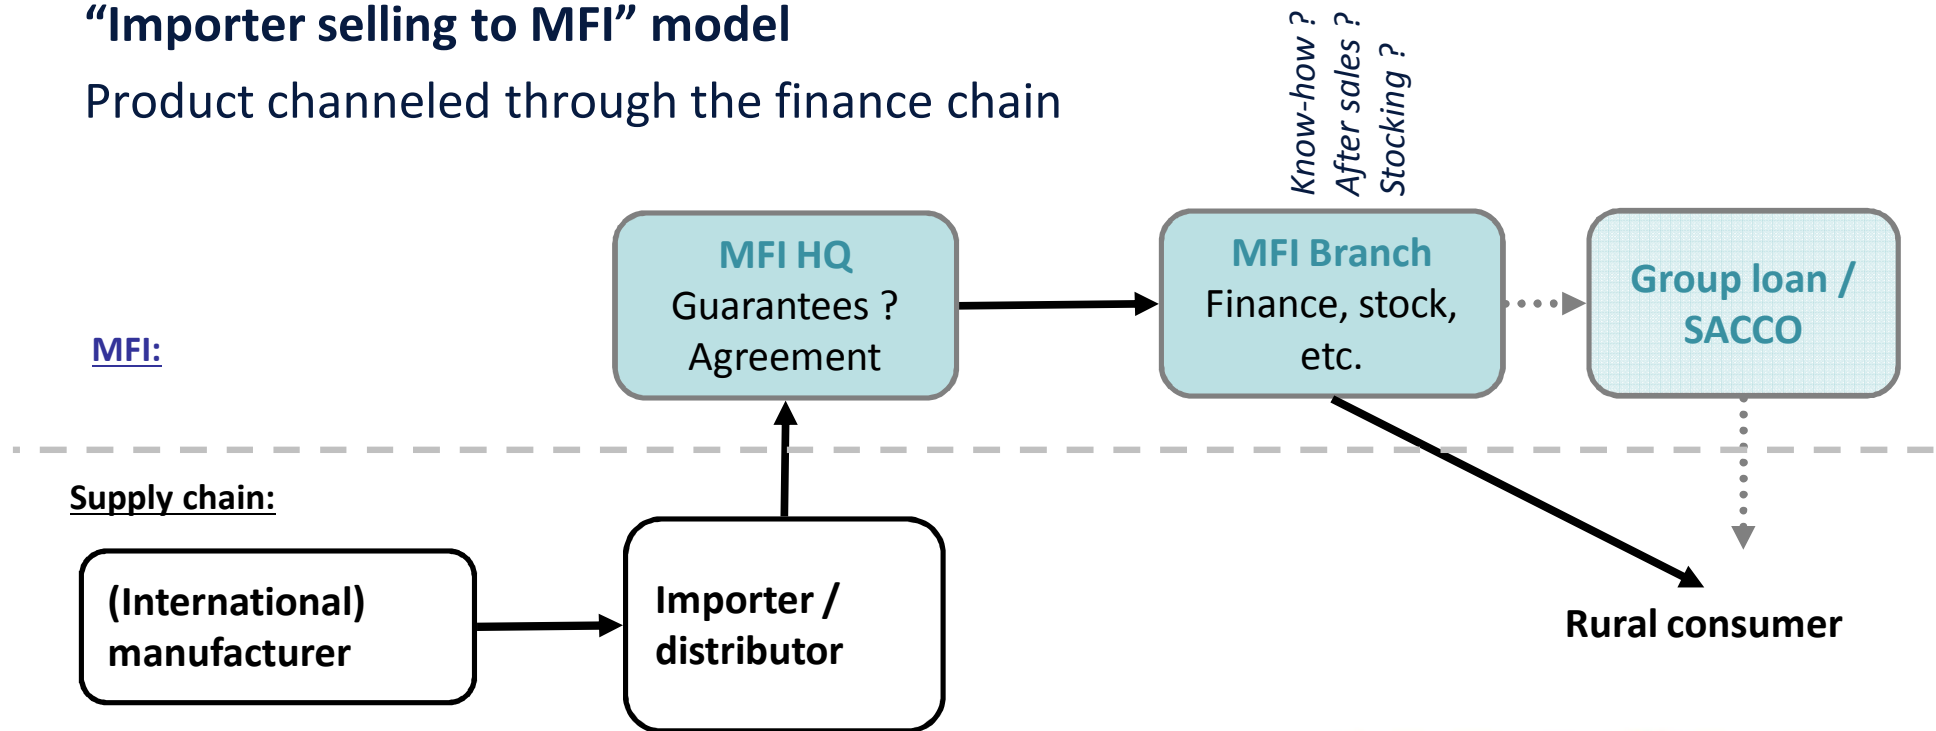 “Importer selling to MFI” model
Product channeled through the finance chain
Know-how ?
After sales ?
Stocking ?
MFI HQ
Guarantees ?
Agreement
MFI Branch
Finance, stock,
etc.
Group loan /
SACCO
MFI:
Supply chain:
(International)
manufacturer
Importer /
distributor
Rural consumer